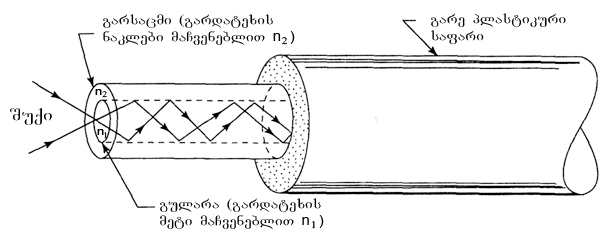 გარსაცმი (გარდატეხის
ნაკლები მაჩვენებლით n₂)
გარე პლასტიკური
საფარი
შუქი
n₂
n₁
გულარა (გარდატეხის
მეტი მაჩვენებლით n₁)